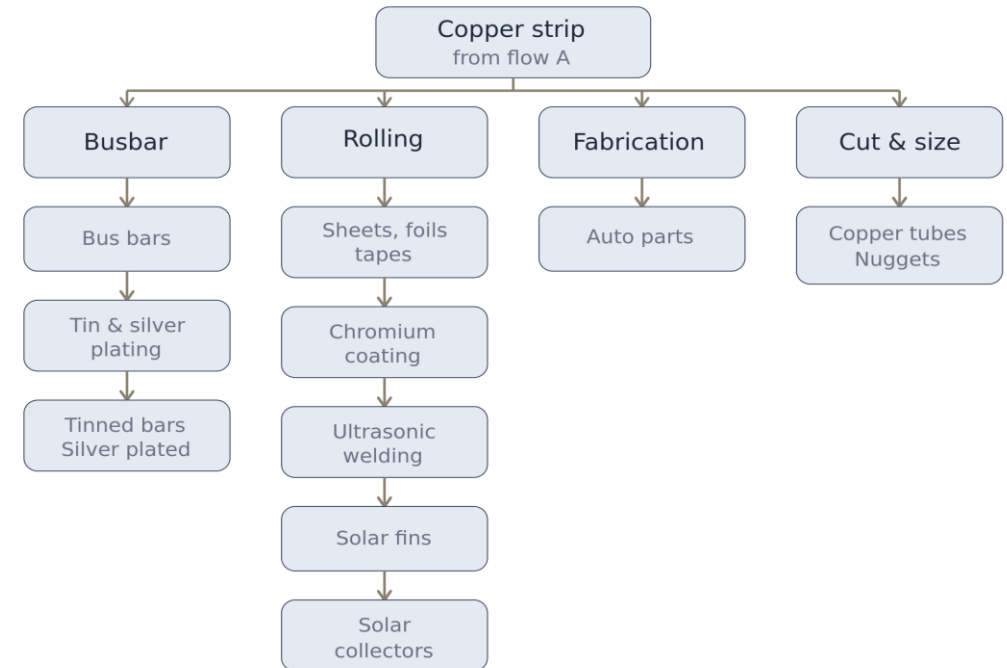 Copper strip
from flow A
Busbar
Rolling
Fabrication
Cut & size
Bus bars
Sheets, foils
tapes
Auto parts
Copper tubes
Nuggets
Tin & silver
plating
Chromium
coating
Tinned bars
Silver plated
Ultrasonic
welding
Solar fins
Solar
collectors